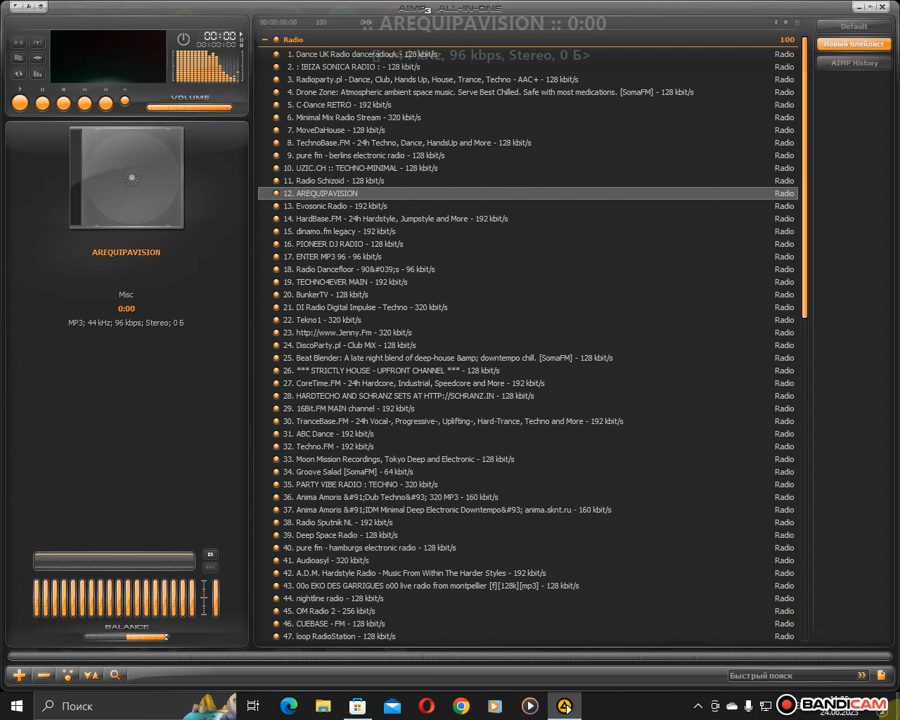 AIMP3 ALL-IN-ONE
:: AREQUIPAVISION :: 0:00
00:00:00:00 100
Default
Новый плейлист
AIMP History
Radio 100
1. Dance UK Radio danceradiouk - 128 kbit/s Radio
2. : IBIZA SONICA RADIO : - 128 kbit/s Radio
3. Radioparty.pl - Dance, Club, Hands Up, House, Trance, Techno - AAC+ - 128 kbit/s Radio
4. Drone Zone: Atmospheric ambient space music. Serve Best Chilled. Safe with most medications. [SomaFM] - 128 kbit/s Radio
5. C-Dance RETRO - 192 kbit/s Radio
6. Minimal Mix Radio Stream - 320 kbit/s Radio
7. MoveDaHouse - 128 kbit/s Radio
8. TechnoBase.FM - 24h Techno, Dance, HandsUp and More - 128 kbit/s Radio
9. pure fm - berlins electronic radio - 128 kbit/s Radio
10. UZIC.CH :: TECHNO-MINIMAL - 128 kbit/s Radio
11. Radio Schizoid - 128 kbit/s Radio
12. AREQUIPAVISION Radio
13. Evosonic Radio - 192 kbit/s Radio
14. HardBase.FM - 24h Hardstyle, Jumpstyle and More - 192 kbit/s Radio
15. dinamo.fm legacy - 192 kbit/s Radio
16. PIONEER DJ RADIO - 128 kbit/s Radio
17. ENTER MP3 96 - 96 kbit/s Radio
18. Radio Dancefloor - 90&#039;s - 96 kbit/s Radio
19. TECHNO4EVER MAIN - 192 kbit/s Radio
20. BunkerTV - 128 kbit/s Radio
21. DI Radio Digital Impulse - Techno - 320 kbit/s Radio
22. Tekno1 - 320 kbit/s Radio
23. http://www.Jenny.Fm - 320 kbit/s Radio
24. DiscoParty.pl - Club MiX - 128 kbit/s Radio
25. Beat Blender: A late night blend of deep-house &amp; downtempo chill. [SomaFM] - 128 kbit/s Radio
26. *** STRICTLY HOUSE - UPFRONT CHANNEL *** - 128 kbit/s Radio
27. CoreTime.FM - 24h Hardcore, Industrial, Speedcore and More - 192 kbit/s Radio
28. HARDTECHO AND SCHRANZ SETS AT HTTP://SCHRANZ.IN - 128 kbit/s Radio
29. 16Bit.FM MAIN channel - 192 kbit/s Radio
30. TranceBase.FM - 24h Vocal-, Progressive-, Uplifting-, Hard-Trance, Techno and More - 192 kbit/s Radio
31. ABC Dance - 192 kbit/s Radio
32. Techno.FM - 192 kbit/s Radio
33. Moon Mission Recordings, Tokyo Deep and Electronic - 128 kbit/s Radio
34. Groove Salad [SomaFM] - 64 kbit/s Radio
35. PARTY VIBE RADIO : TECHNO - 320 kbit/s Radio
36. Anima Amoris &#91;Dub Techno&#93; 320 MP3 - 160 kbit/s Radio
37. Anima Amoris &#91;IDM Minimal Deep Electronic Downtempo&#93; anima.sknt.ru - 160 kbit/s Radio
38. Radio Sputnik NL - 192 kbit/s Radio
39. Deep Space Radio - 128 kbit/s Radio
40. pure fm - hamburgs electronic radio - 128 kbit/s Radio
41. Audioasyl - 320 kbit/s Radio
42. A.D.M. Hardstyle Radio - Music From Within The Harder Styles - 192 kbit/s Radio
43. 00o EKO DES GARRIGUES o00 live radio from montpellier [f][128k][mp3] - 128 kbit/s Radio
44. nightline radio - 128 kbit/s Radio
45. OM Radio 2 - 256 kbit/s Radio
46. CUEBASE - FM - 128 kbit/s Radio
47. loop RadioStation - 128 kbit/s Radio
kHz, 96 kbps, Stereo, 0 Б>
00:00
VOLUME
AREQUIPAVISION
Misc
0:00
MP3; 44 kHz; 96 kbps; Stereo; 0 Б
BALANCE
Быстрый поиск
Поиск
24.06.2023
BANDICAM